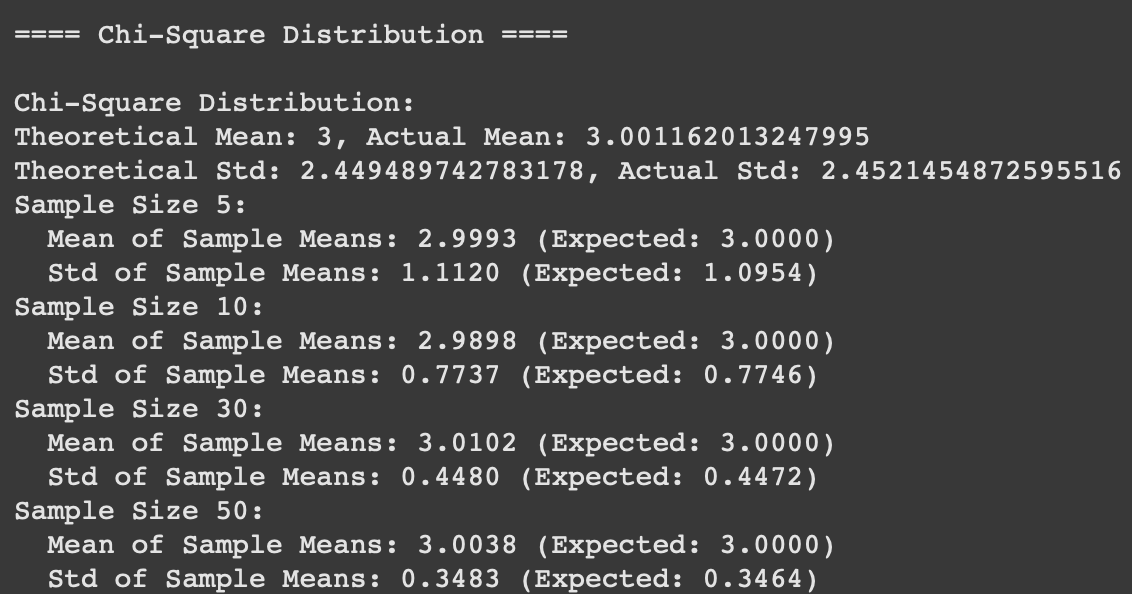 ==== Chi-Square Distribution ====
Chi-Square Distribution:
Theoretical Mean: 3, Actual Mean: 3.001162013247995
Theoretical Std: 2.449489742783178, Actual Std: 2.4521454872595516
Sample Size 5:
  Mean of Sample Means: 2.9993 (Expected: 3.0000)
  Std of Sample Means: 1.1120 (Expected: 1.0954)
Sample Size 10:
  Mean of Sample Means: 2.9898 (Expected: 3.0000)
  Std of Sample Means: 0.7737 (Expected: 0.7746)
Sample Size 30:
  Mean of Sample Means: 3.0102 (Expected: 3.0000)
  Std of Sample Means: 0.4480 (Expected: 0.4472)
Sample Size 50:
  Mean of Sample Means: 3.0038 (Expected: 3.0000)
  Std of Sample Means: 0.3483 (Expected: 0.3464)